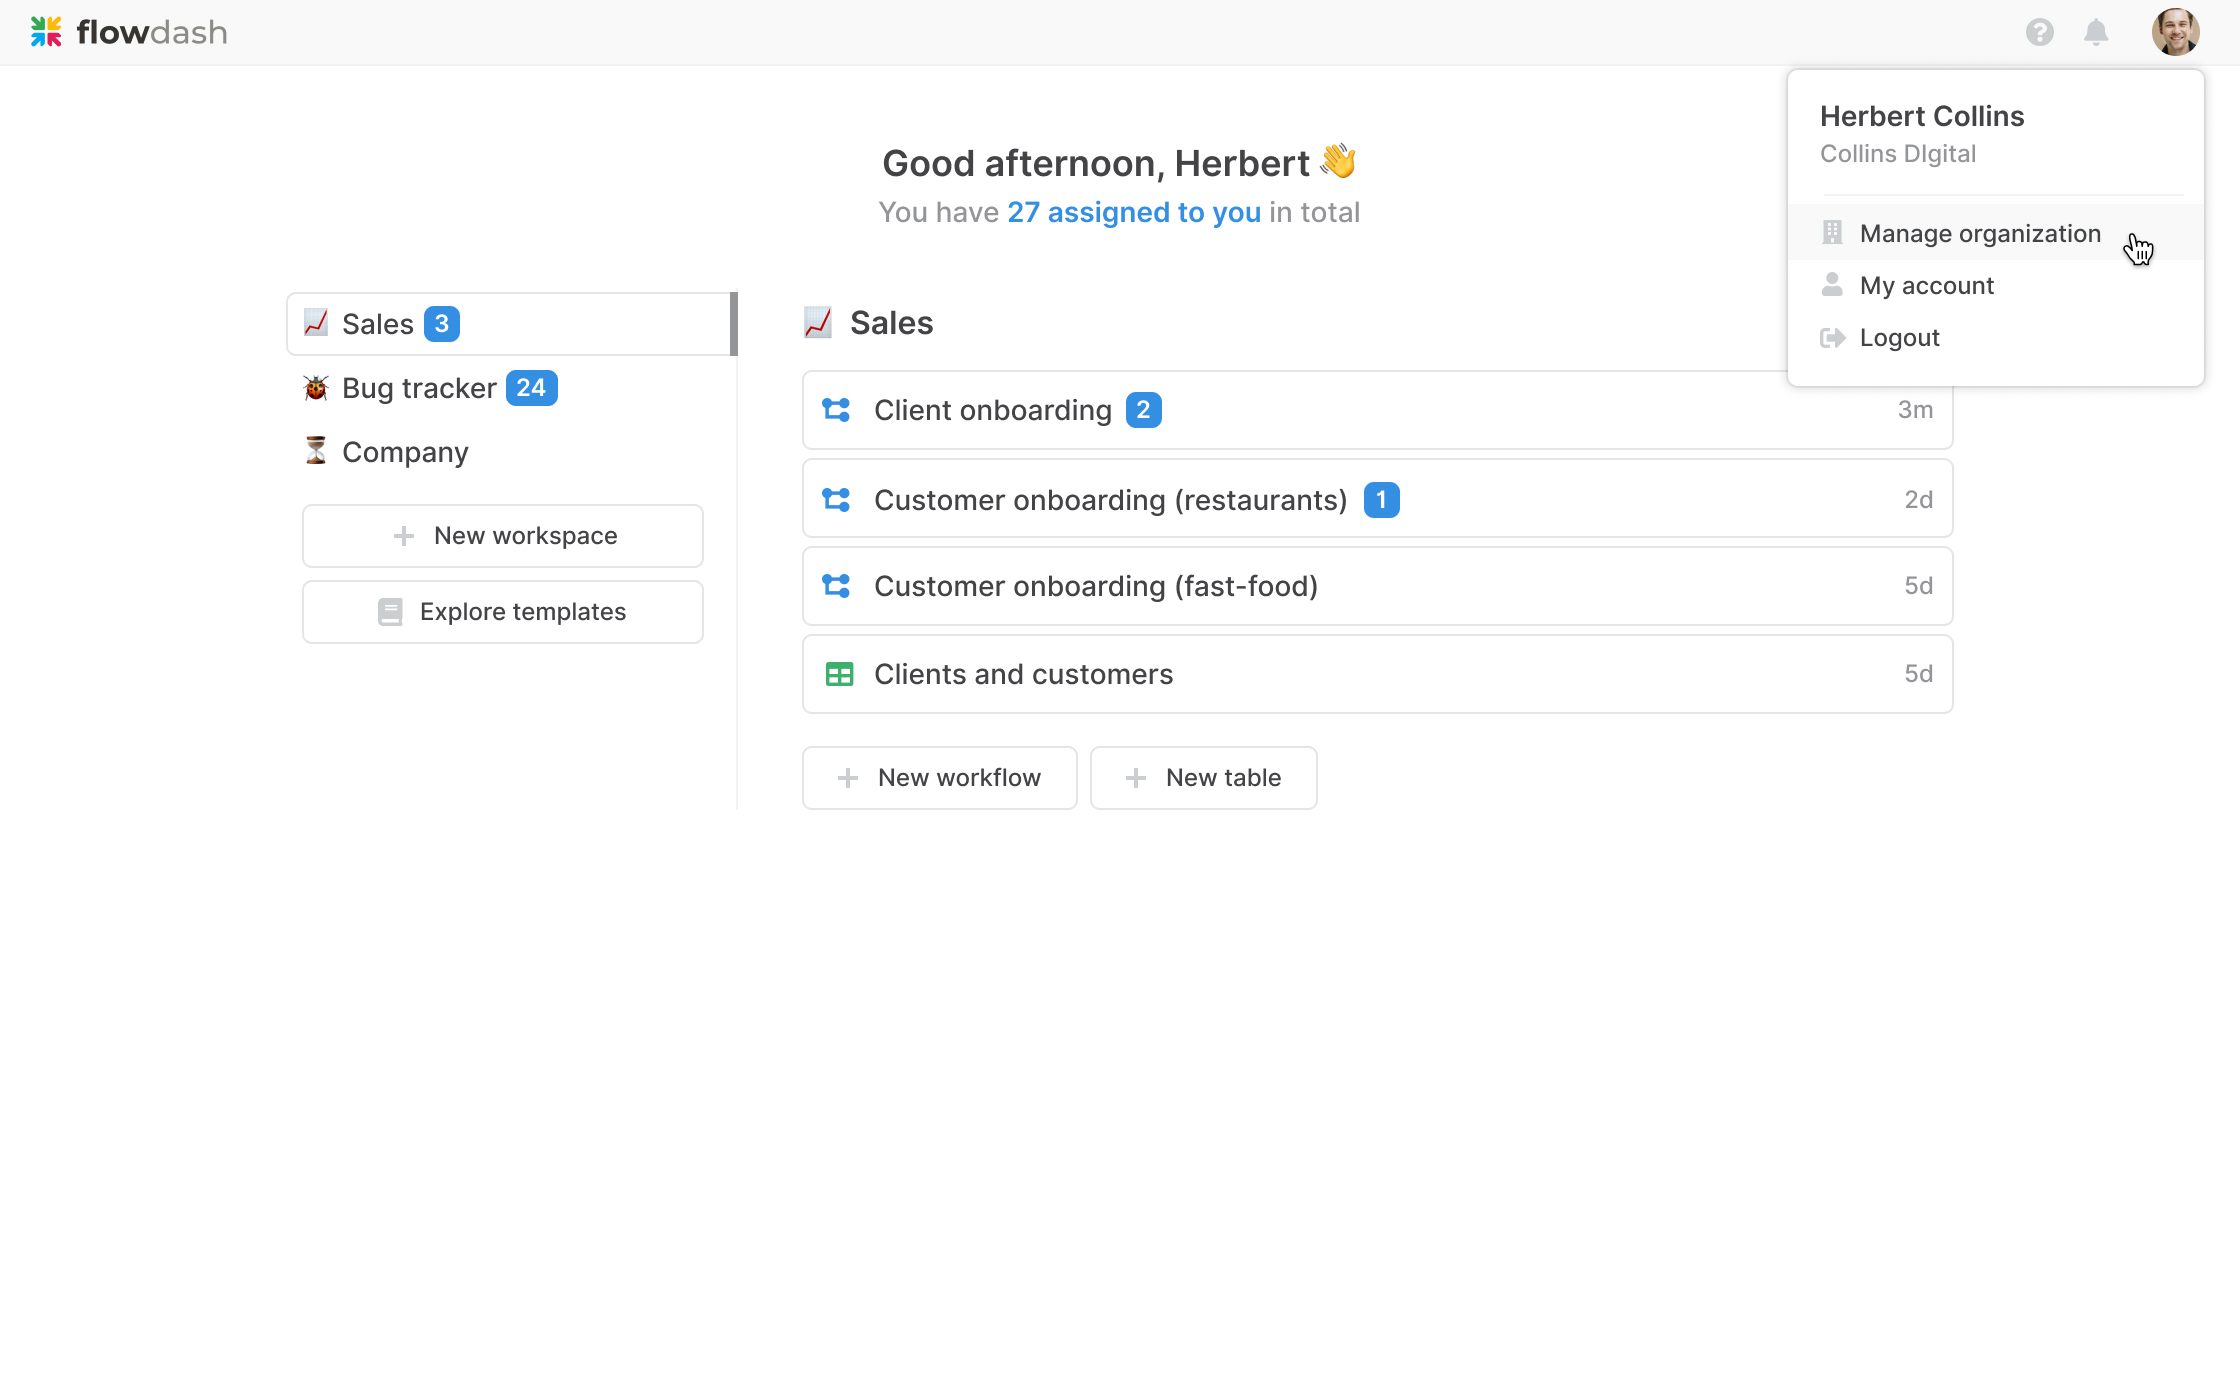 flowdash
Herbert Collins
Collins DIgital
Manage organization
My account
Logout
Good afternoon, Herbert 👋
You have 27 assigned to you in total
Sales 3
Bug tracker 24
Company
New workspace
Explore templates
Sales
Client onboarding 2 3m
Customer onboarding (restaurants) 1 2d
Customer onboarding (fast-food) 5d
Clients and customers 5d
New workflow
New table